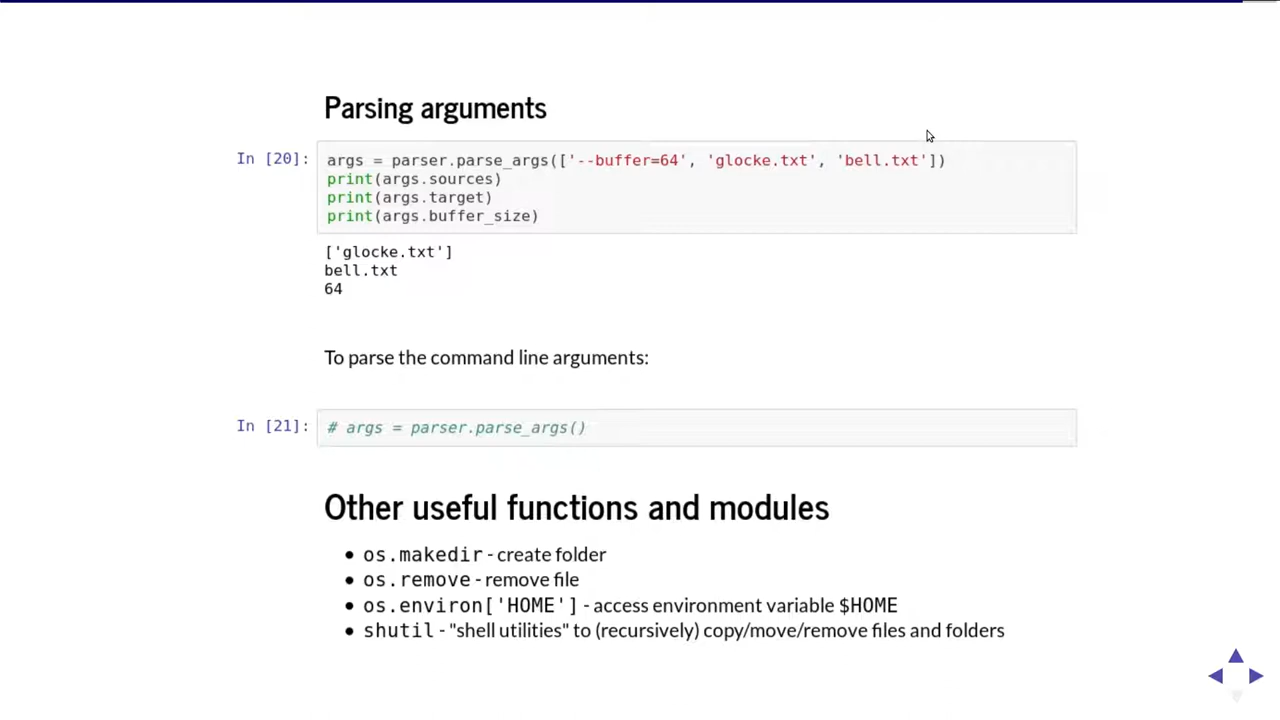 Parsing arguments
In [20]: args = parser.parse_args(['--buffer=64', 'glocke.txt', 'bell.txt'])
print(args.sources)
print(args.target)
print(args.buffer_size)
['glocke.txt']
bell.txt
64
To parse the command line arguments:
In [21]: # args = parser.parse_args()
Other useful functions and modules
• os.makedir - create folder
• os.remove - remove file
• os.environ['HOME'] - access environment variable $HOME
• shutil - "shell utilities" to (recursively) copy/move/remove files and folders